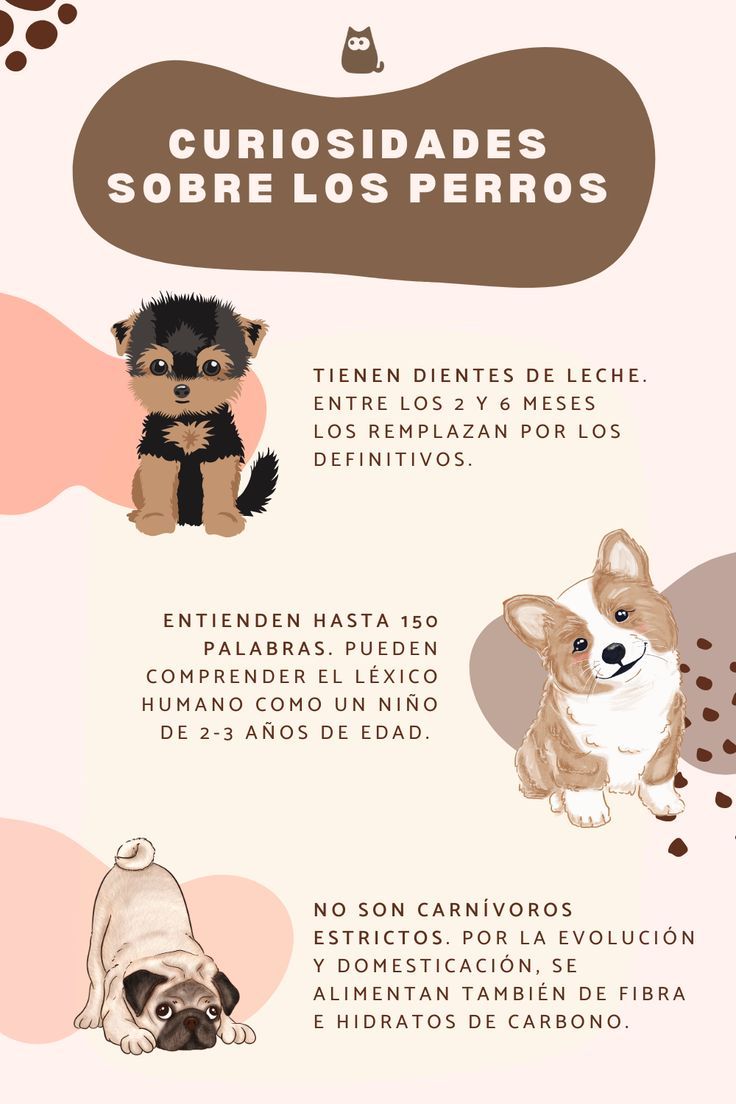 CURIOSIDADES
SOBRE LOS PERROS
TIENEN DIENTES DE LECHE.
ENTRE LOS 2 Y 6 MESES
LOS REMPLAZAN POR LOS
DEFINITIVOS.
ENTIENDEN HASTA 150
PALABRAS. PUEDEN
COMPRENDER EL LÉXICO
HUMANO COMO UN NIÑO
DE 2-3 AÑOS DE EDAD.
NO SON CARNÍVOROS
ESTRICTOS. POR LA EVOLUCIÓN
Y DOMESTICACIÓN, SE
ALIMENTAN TAMBIÉN DE FIBRA
E HIDRATOS DE CARBONO.